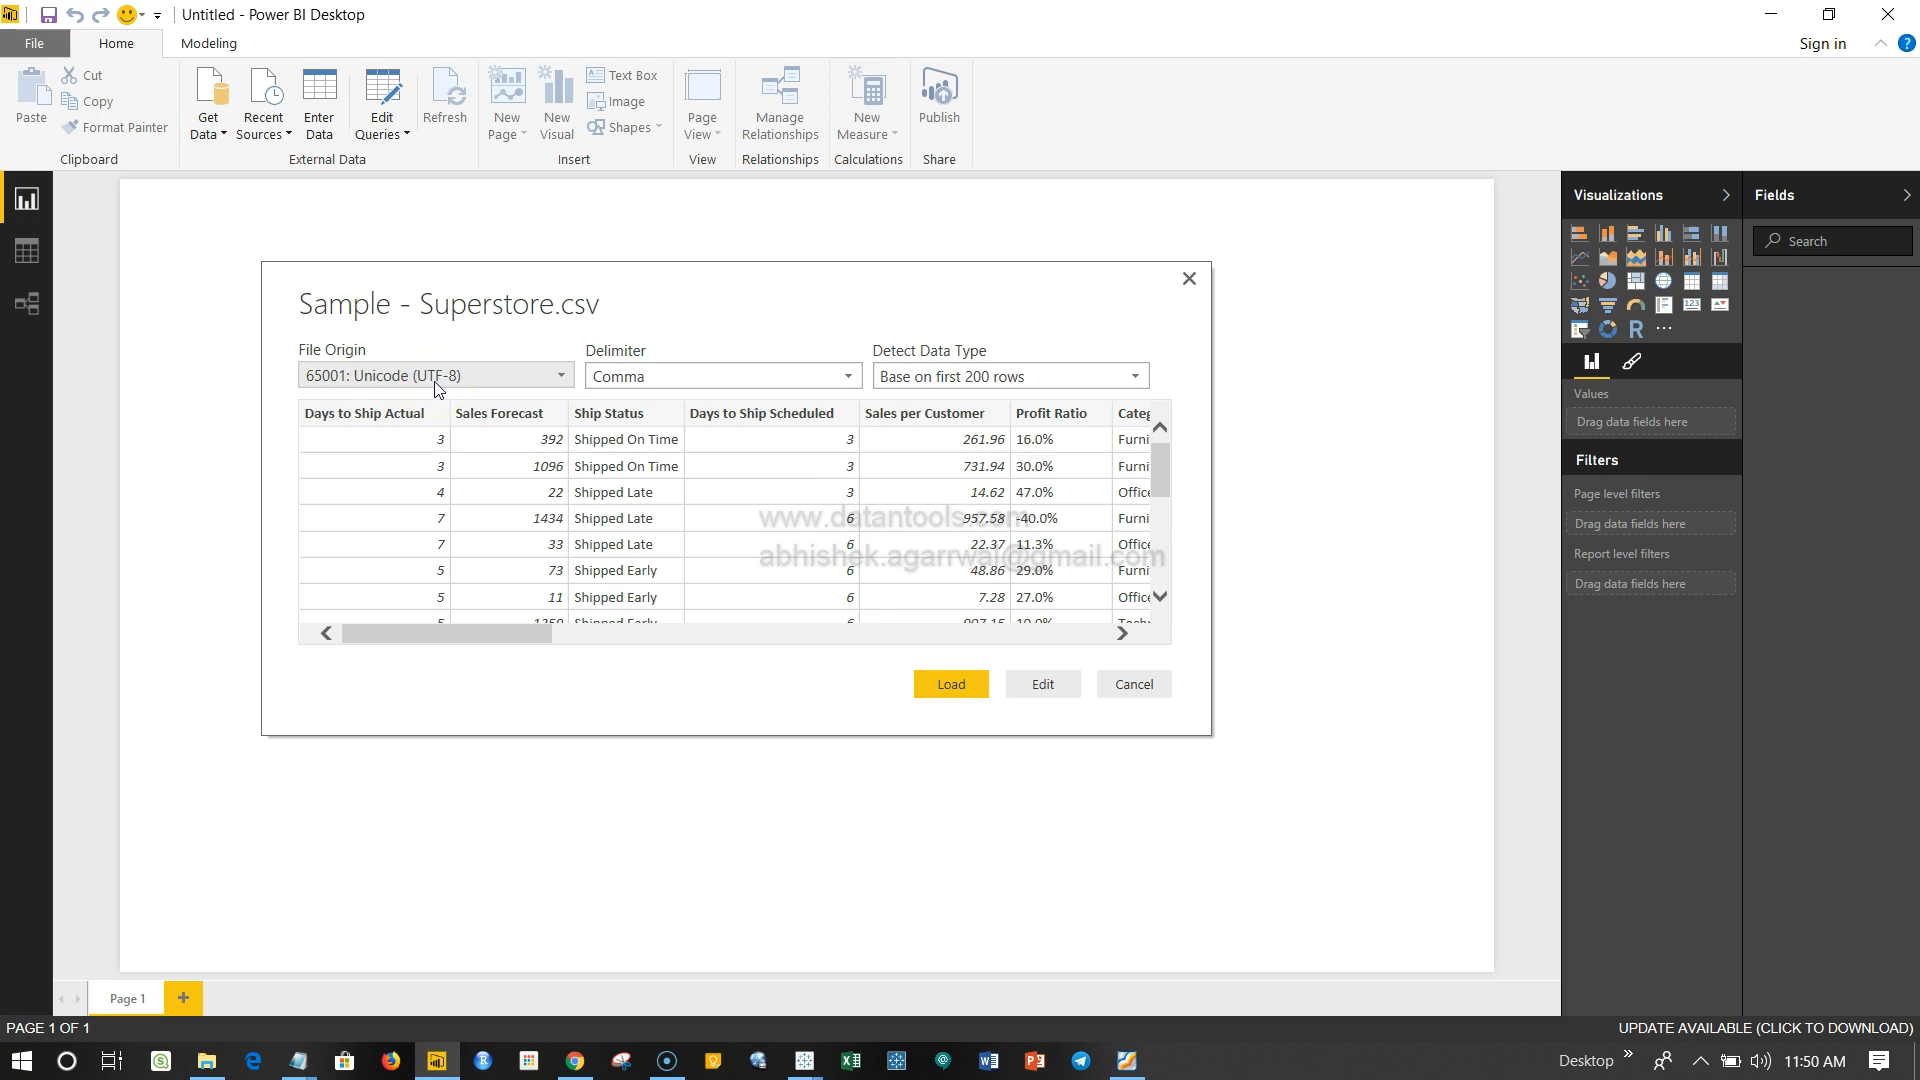 Untitled - Power BI Desktop
File
Home
Modeling
Sign in
?
Paste
Cut
Copy
Format Painter
Clipboard
Get Data
Recent Sources
Enter Data
Edit Queries
Refresh
External Data
New Page
New Visual
Text Box
Image
Shapes
Insert
Page View
View
Manage Relationships
Relationships
New Measure
Calculations
Publish
Share
Sample - Superstore.csv
File Origin
65001: Unicode (UTF-8)
Delimiter
Comma
Detect Data Type
Base on first 200 rows
Days to Ship Actual Sales Forecast Ship Status Days to Ship Scheduled Sales per Customer Profit Ratio Categ
3 392 Shipped On Time 3 261.96 16.0% Furni
3 1096 Shipped On Time 3 731.94 30.0% Furni
4 22 Shipped Late 3 14.62 47.0% Office
7 1434 Shipped Late 6 957.58 -40.0% Furni
7 33 Shipped Late 6 22.37 11.3% Office
5 73 Shipped Early 6 48.86 29.0% Furni
5 11 Shipped Early 6 7.28 27.0% Office
www.datantools.com
abhishek.agarrwal@gmail.com
Load
Edit
Cancel
Visualizations
R
123
Values
Drag data fields here
Filters
Page level filters
Drag data fields here
Report level filters
Drag data fields here
Fields
Search
Page 1
+
PAGE 1 OF 1
UPDATE AVAILABLE (CLICK TO DOWNLOAD)
Desktop
11:50 AM